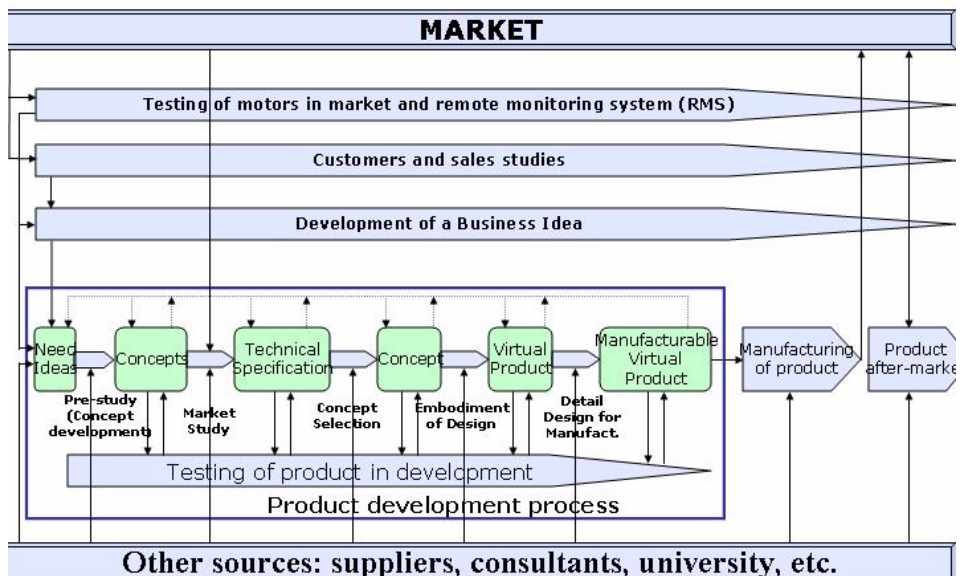 MARKET
Testing of motors in market and remote monitoring system (RMS)
Customers and sales studies
Development of a Business Idea
Need
Ideas
Concepts
Technical
Specification
Concept
Virtual
Product
Manufacturable
Virtual
Product
Manufacturing
of product
Product
after-market
Pre-study
(Concept
development)
Market
Study
Concept
Selection
Embodiment
of Design
Detail
Design for
Manufact.
Testing of product in development
Product development process
Other sources: suppliers, consultants, university, etc.